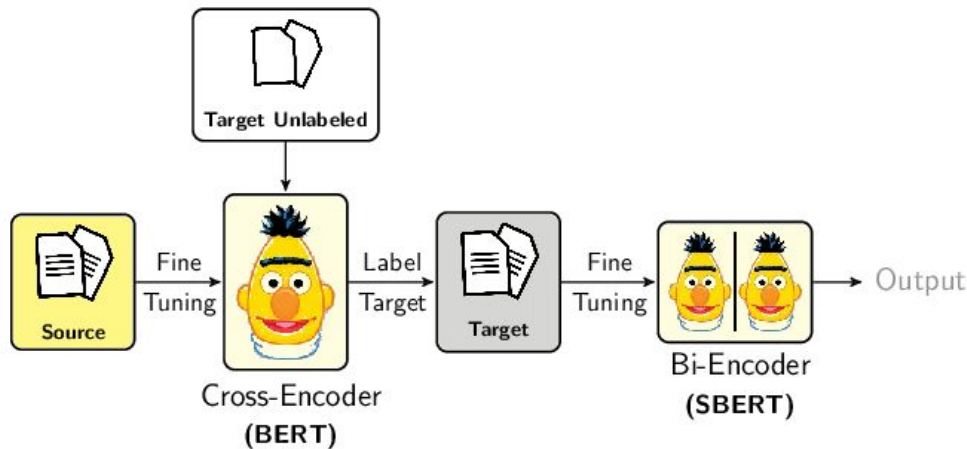 Target Unlabeled
Source
Fine
Tuning
Cross-Encoder
(BERT)
Label
Target
Target
Fine
Tuning
Bi-Encoder
(SBERT)
Output